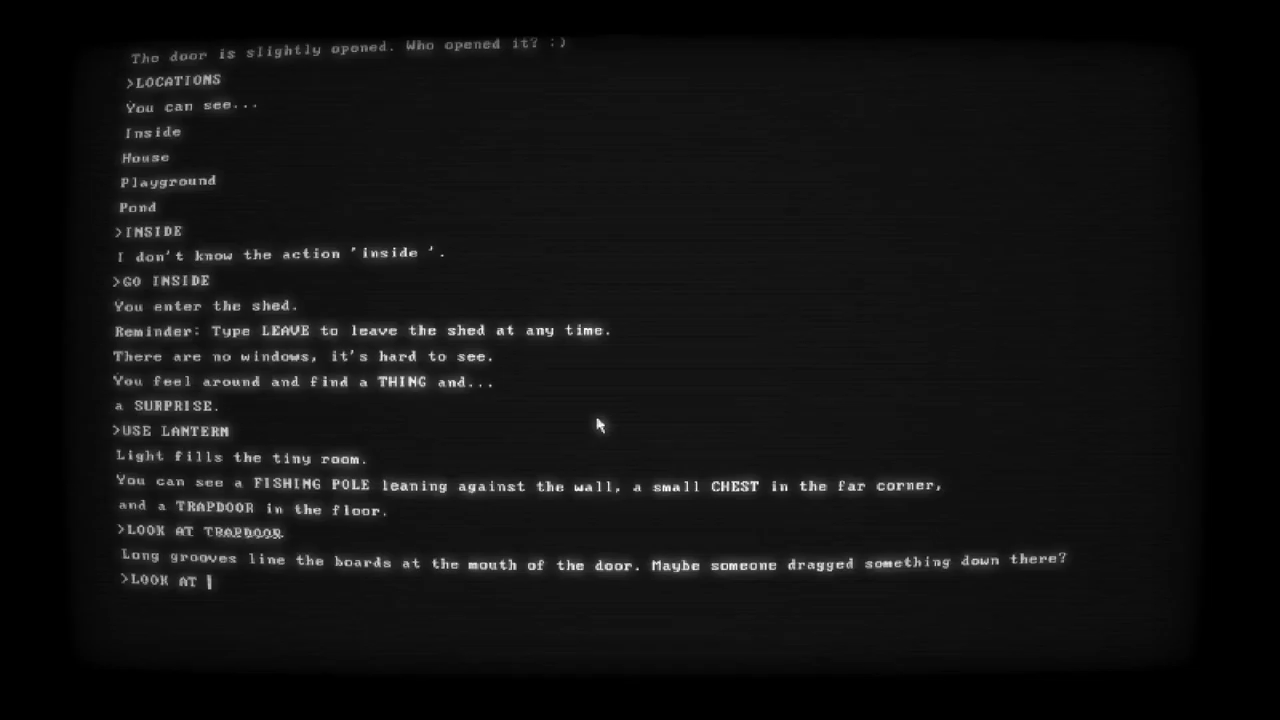 The door is slightly opened. Who opened it? :)
>LOCATIONS
You can see...
Inside
House
Playground
Pond
>INSIDE
I don't know the action 'inside '.
>GO INSIDE
You enter the shed.
Reminder: Type LEAVE to leave the shed at any time.
There are no windows, it's hard to see.
You feel around and find a THING and...
a SURPRISE.
>USE LANTERN
Light fills the tiny room.
You can see a FISHING POLE leaning against the wall, a small CHEST in the far corner,
and a TRAPDOOR in the floor.
>LOOK AT TRAPDOOR
Long grooves line the boards at the mouth of the door. Maybe someone dragged something down there?
>LOOK AT